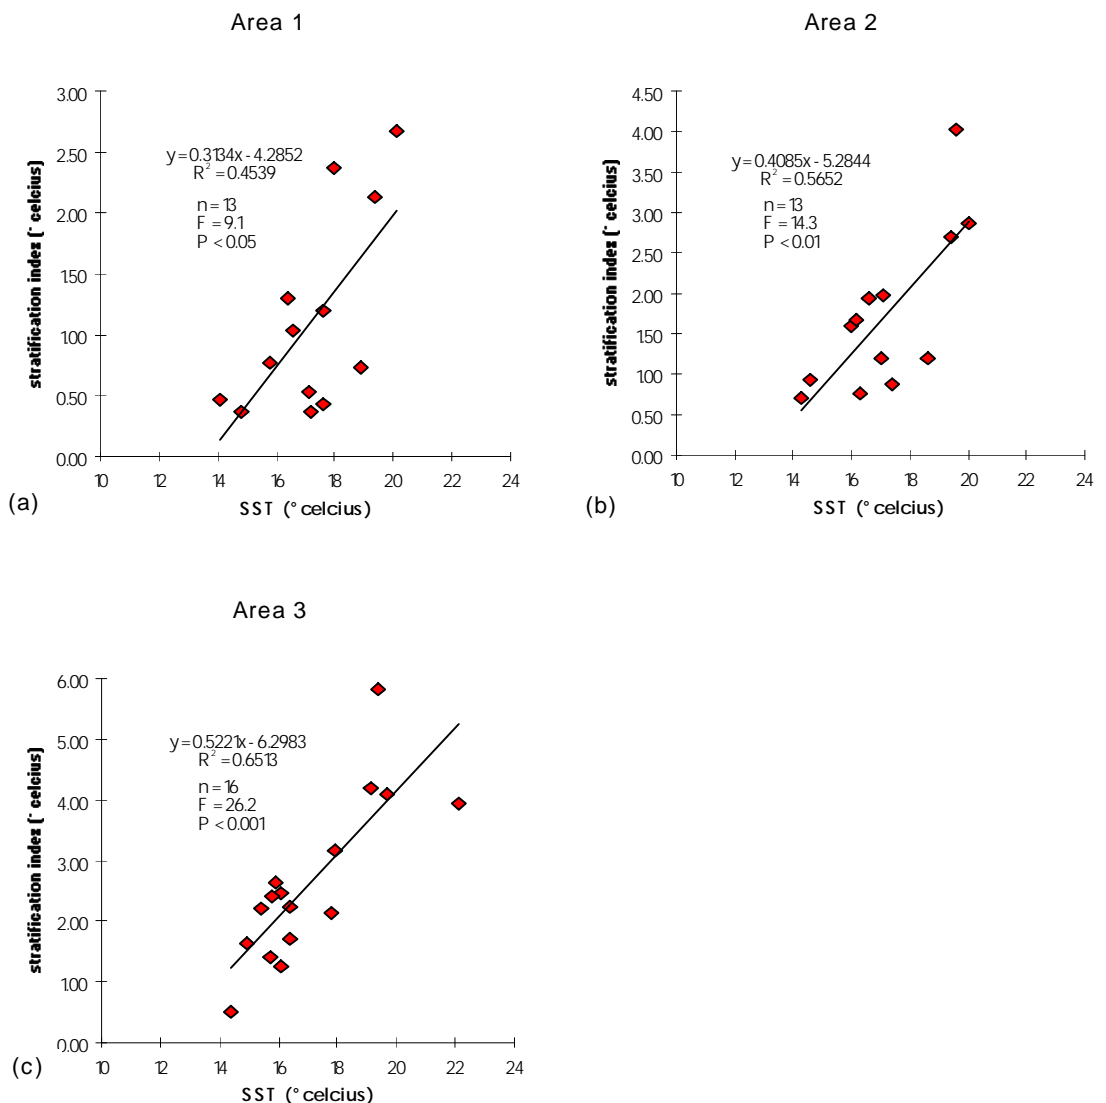 Area 1
3.00
2.50
2.00
1.50
1.00
0.50
0.00
stratification index (° celcius)
y = 0.3134x - 4.2852
R² = 0.4539
n = 13
F = 9.1
P < 0.05
10 12 14 16 18 20 22 24
(a)
SST (° celcius)
Area 2
4.50
4.00
3.50
3.00
2.50
2.00
1.50
1.00
0.50
0.00
stratification index (° celcius)
y = 0.4085x - 5.2844
R² = 0.5652
n = 13
F = 14.3
P < 0.01
10 12 14 16 18 20 22 24
(b)
SST (° celcius)
Area 3
6.00
5.00
4.00
3.00
2.00
1.00
0.00
stratification index (° celcius)
y = 0.5221x - 6.2983
R² = 0.6513
n = 16
F = 26.2
P < 0.001
10 12 14 16 18 20 22 24
(c)
SST (° celcius)